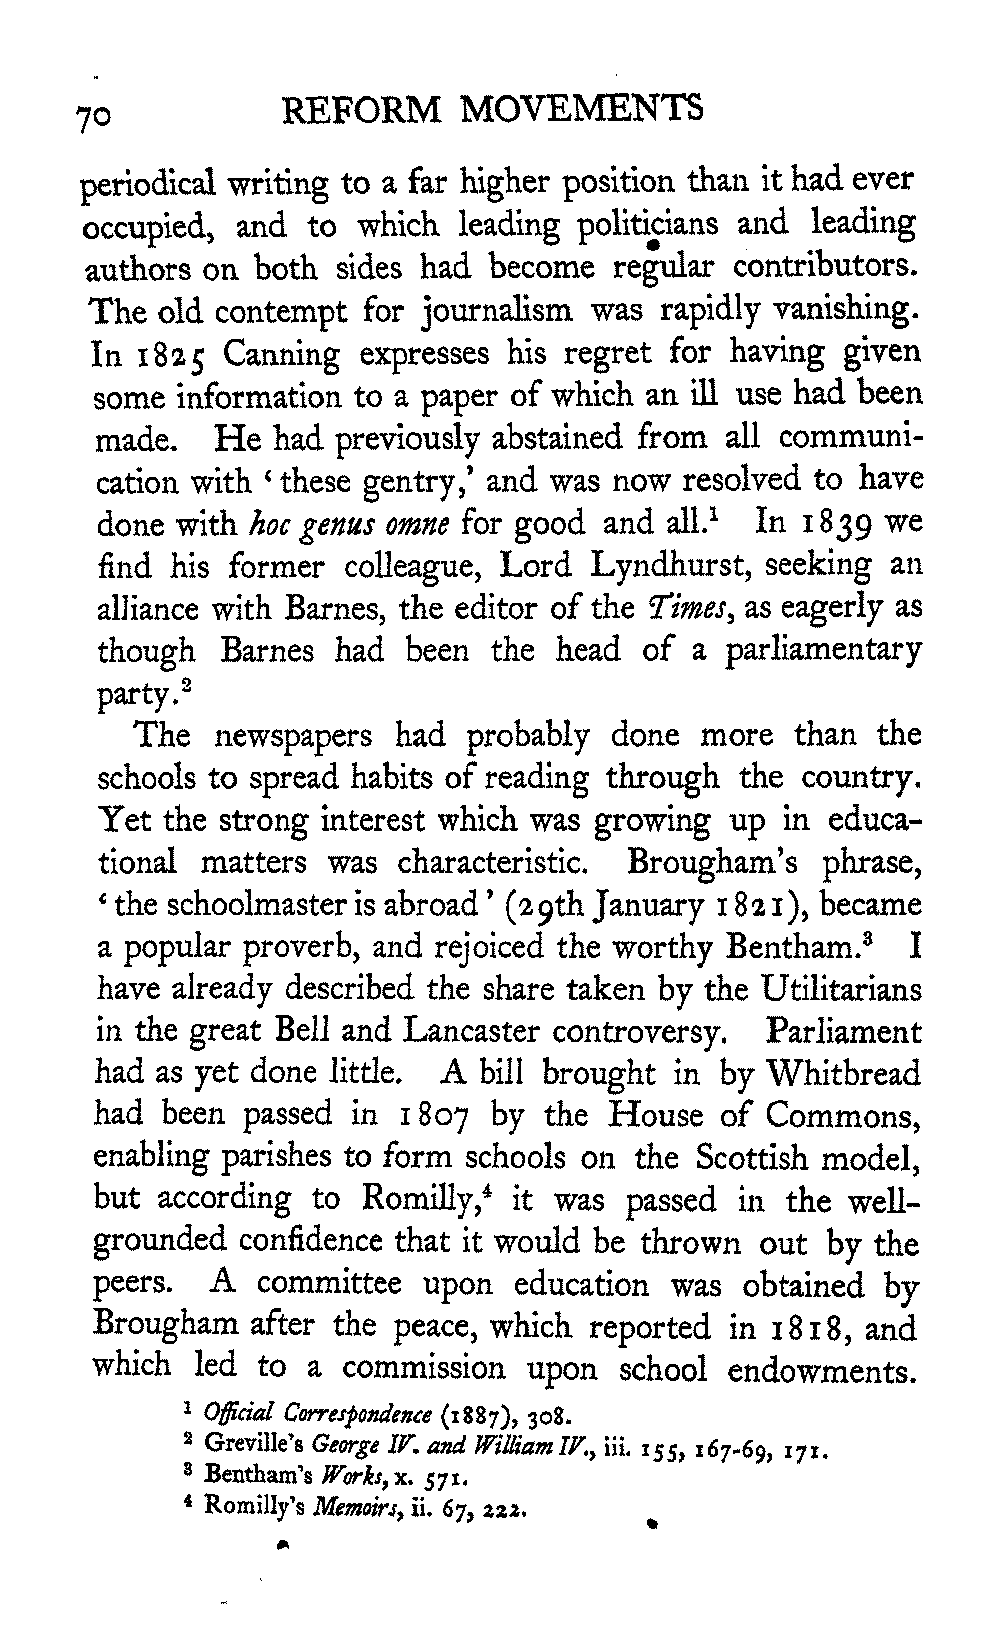 70 REFORM MOVEMENTS
periodical writing to a far higher position than it had ever
occupied, and to which leading politicians and leading
authors on both sides had become regular contributors.
The old contempt for journalism was rapidly vanishing.
In 1825 Canning expresses his regret for having given
some information to a paper of which an ill use had been
made. He had previously abstained from all communi-
cation with ‘ these gentry,’ and was now resolved to have
done with hoc genus omne for good and all.¹ In 1839 we
find his former colleague, Lord Lyndhurst, seeking an
alliance with Barnes, the editor of the Times, as eagerly as
though Barnes had been the head of a parliamentary
party.²
The newspapers had probably done more than the
schools to spread habits of reading through the country.
Yet the strong interest which was growing up in educa-
tional matters was characteristic. Brougham’s phrase,
‘ the schoolmaster is abroad ’ (29th January 1821), became
a popular proverb, and rejoiced the worthy Bentham.³ I
have already described the share taken by the Utilitarians
in the great Bell and Lancaster controversy. Parliament
had as yet done little. A bill brought in by Whitbread
had been passed in 1807 by the House of Commons,
enabling parishes to form schools on the Scottish model,
but according to Romilly,⁴ it was passed in the well-
grounded confidence that it would be thrown out by the
peers. A committee upon education was obtained by
Brougham after the peace, which reported in 1818, and
which led to a commission upon school endowments.
¹ Official Correspondence (1887), 308.
² Greville’s George IV. and William IV., iii. 155, 167-69, 171.
³ Bentham’s Works, x. 571.
⁴ Romilly’s Memoirs, ii. 67, 222.